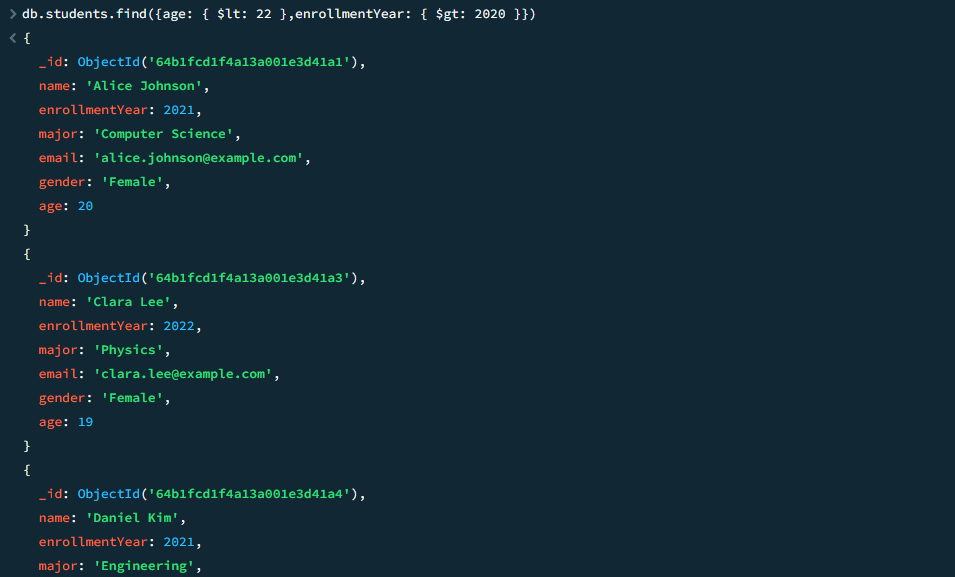 > db.students.find({age: { $lt: 22 },enrollmentYear: { $gt: 2020 }})
< {
_id: ObjectId('64b1fcd1f4a13a001e3d41a1'),
name: 'Alice Johnson',
enrollmentYear: 2021,
major: 'Computer Science',
email: 'alice.johnson@example.com',
gender: 'Female',
age: 20
}
{
_id: ObjectId('64b1fcd1f4a13a001e3d41a3'),
name: 'Clara Lee',
enrollmentYear: 2022,
major: 'Physics',
email: 'clara.lee@example.com',
gender: 'Female',
age: 19
}
{
_id: ObjectId('64b1fcd1f4a13a001e3d41a4'),
name: 'Daniel Kim',
enrollmentYear: 2021,
major: 'Engineering',